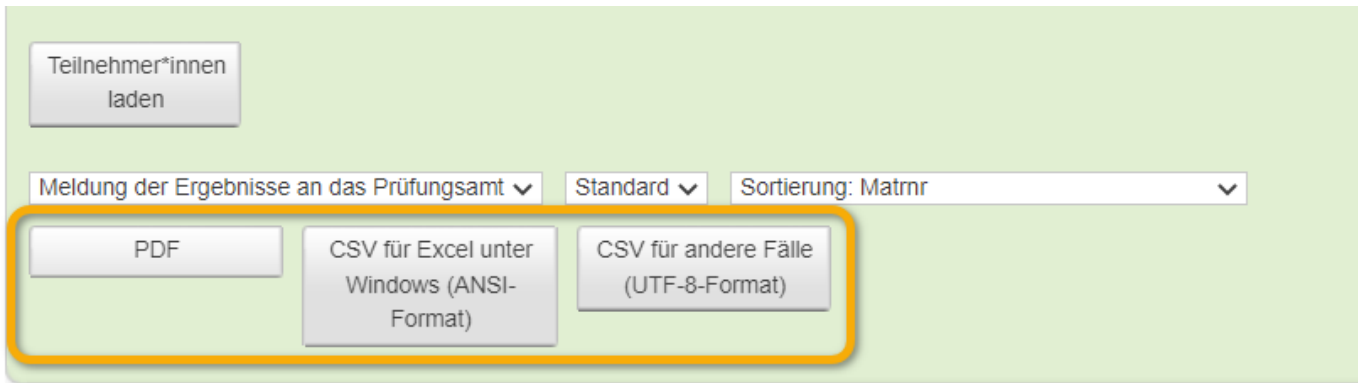 Teilnehmer*innen
laden
Meldung der Ergebnisse an das Prüfungsamt Standard Sortierung: Matrnr
PDF CSV für Excel unter CSV für andere Fälle
Windows (ANSI- (UTF-8-Format)
Format)